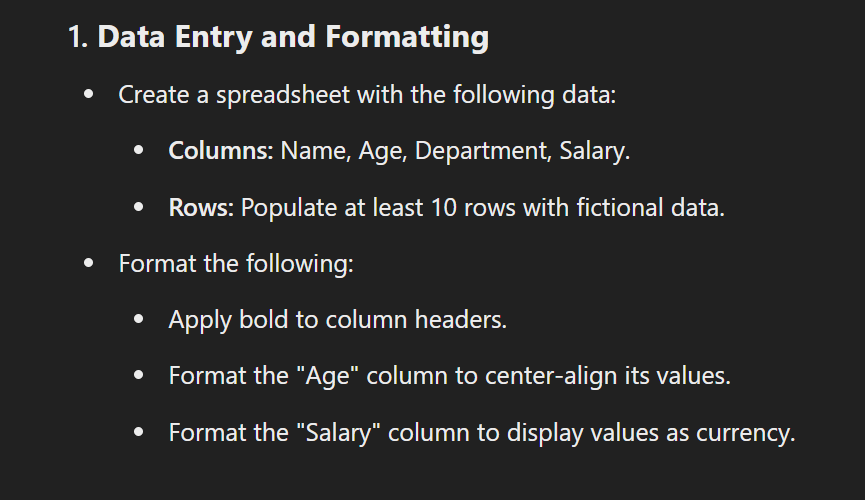 1. Data Entry and Formatting
• Create a spreadsheet with the following data:
• Columns: Name, Age, Department, Salary.
• Rows: Populate at least 10 rows with fictional data.
• Format the following:
• Apply bold to column headers.
• Format the "Age" column to center-align its values.
• Format the "Salary" column to display values as currency.